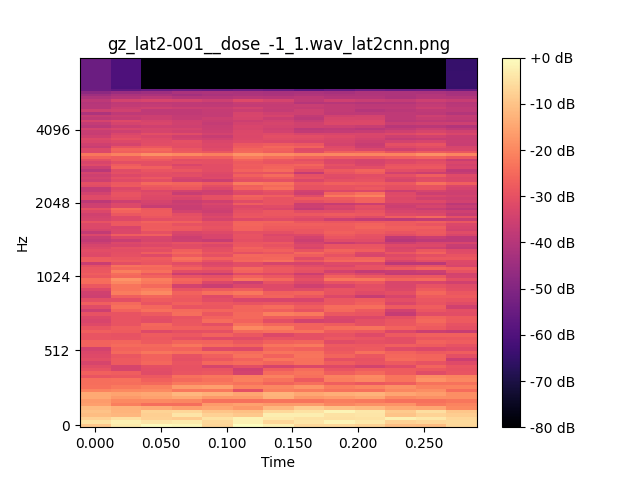 gz_lat2-001__dose_-1_1.wav_lat2cnn.png
Hz
4096
2048
1024
512
0
0.000 0.050 0.100 0.150 0.200 0.250
Time
+0 dB
-10 dB
-20 dB
-30 dB
-40 dB
-50 dB
-60 dB
-70 dB
-80 dB